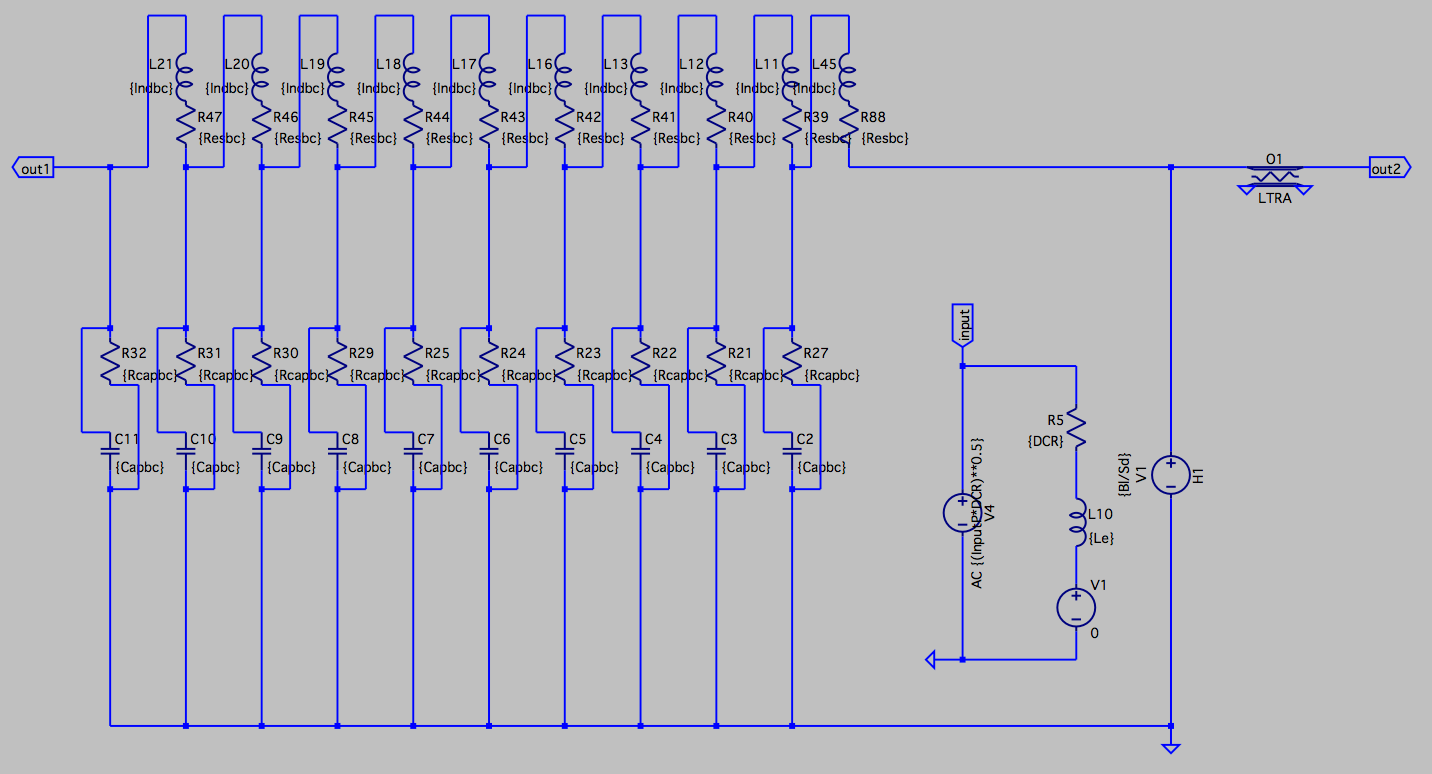 L21
L20
L19
L18
L17
L16
L13
L12
L11
L45
{Indbc}
{Indbc}
{Indbc}
{Indbc}
{Indbc}
{Indbc}
{Indbc}
{Indbc}
{Indbc}
{Indbc}
R47
R46
R45
R44
R43
R42
R41
R40
R39
R88
{Resbc}
{Resbc}
{Resbc}
{Resbc}
{Resbc}
{Resbc}
{Resbc}
{Resbc}
{Resbc}
{Resbc}
out1
O1
out2
LTRA
input
R32
R31
R30
R29
R25
R24
R23
R22
R21
R27
{Rcapbc}
{Rcapbc}
{Rcapbc}
{Rcapbc}
{Rcapbc}
{Rcapbc}
{Rcapbc}
{Rcapbc}
{Rcapbc}
{Rcapbc}
C11
C10
C9
C8
C7
C6
C5
C4
C3
C2
{Capbc}
{Capbc}
{Capbc}
{Capbc}
{Capbc}
{Capbc}
{Capbc}
{Capbc}
{Capbc}
{Capbc}
R5
{DCR}
V4
AC {(InputP*DCR)**0.5}
L10
{Le}
V1
0
{Bl/Sd}
V1
H1